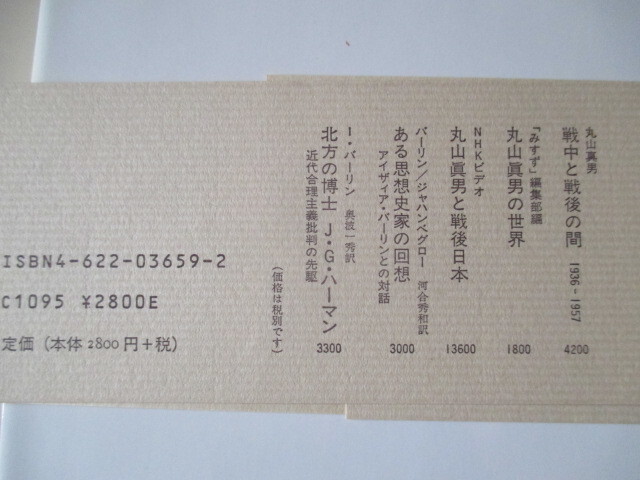 丸山眞男
戦中と戦後の間 1936-1957
4200
『みすず』編集部編
丸山眞男の世界
1800
NHKビデオ
丸山眞男と戦後日本
13600
バーリン/ジャハンベグロー 河合秀和訳
ある思想史家の回想
アイザィア・バーリンとの対話
3000
I・バーリン 奥波一秀訳
北方の博士 J・G・ハーマン
近代合理主義批判の先駆
3300
(価格は税別です)
ISBN4-622-03659-2
C1095 ¥2800E
定価(本体 2800 円+税)